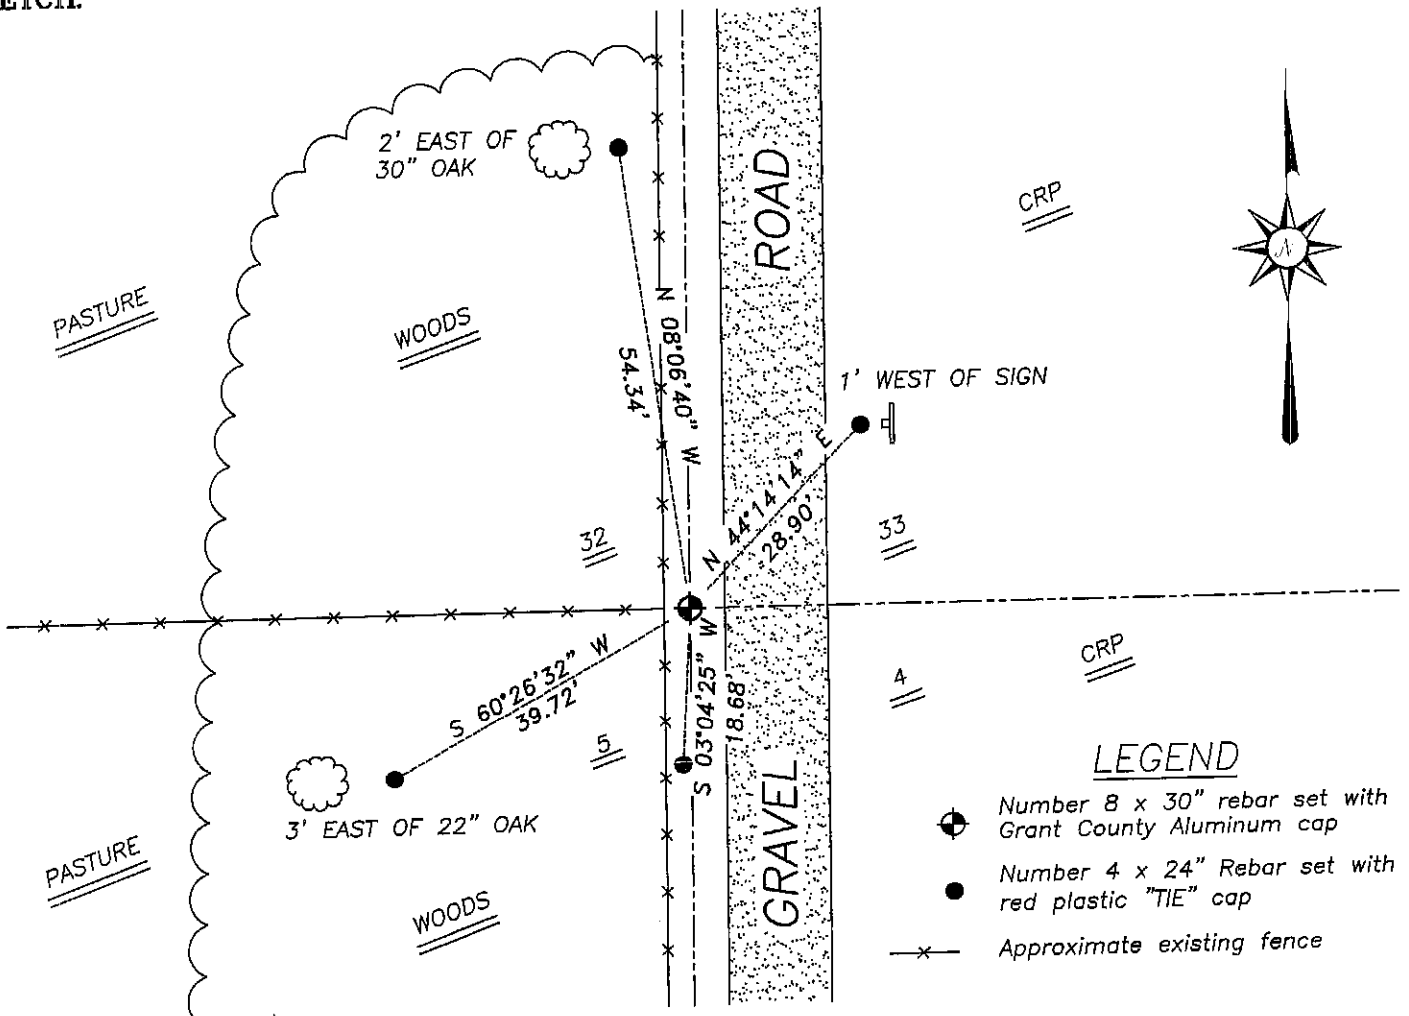 2' EAST OF
30" OAK
ROAD
CRP
N
PASTURE
WOODS
N 08°06'40" W
54.34'
1' WEST OF SIGN
N 44°14'14" E
28.90'
32
33
S 60°26'32" W
39.72'
S 03°04'25" W
18.68'
4
CRP
5
3' EAST OF 22" OAK
GRAVEL
PASTURE
WOODS
LEGEND
Number 8 x 30" rebar set with
Grant County Aluminum cap
Number 4 x 24" Rebar set with
red plastic "TIE" cap
Approximate existing fence